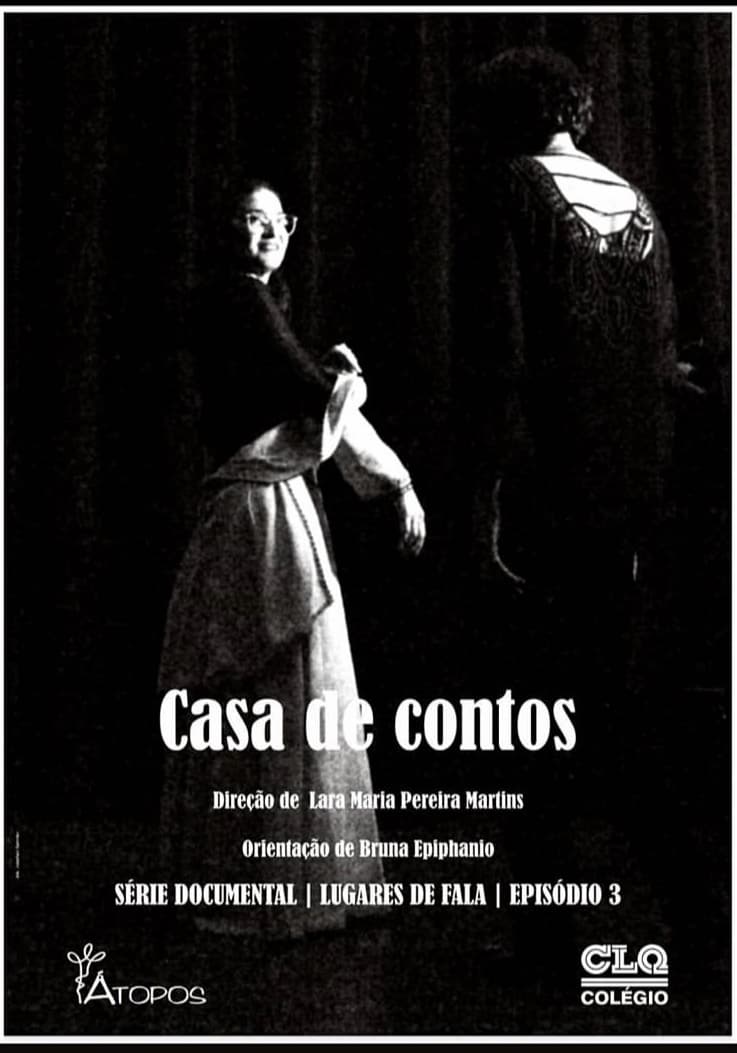 Casa de contos
Direção de Lara Maria Pereira Martins
Orientação de Bruna Epiphanio
SÉRIE DOCUMENTAL | LUGARES DE FALA | EPISÓDIO 3
ÁTOPOS
CLQ
COLÉGIO